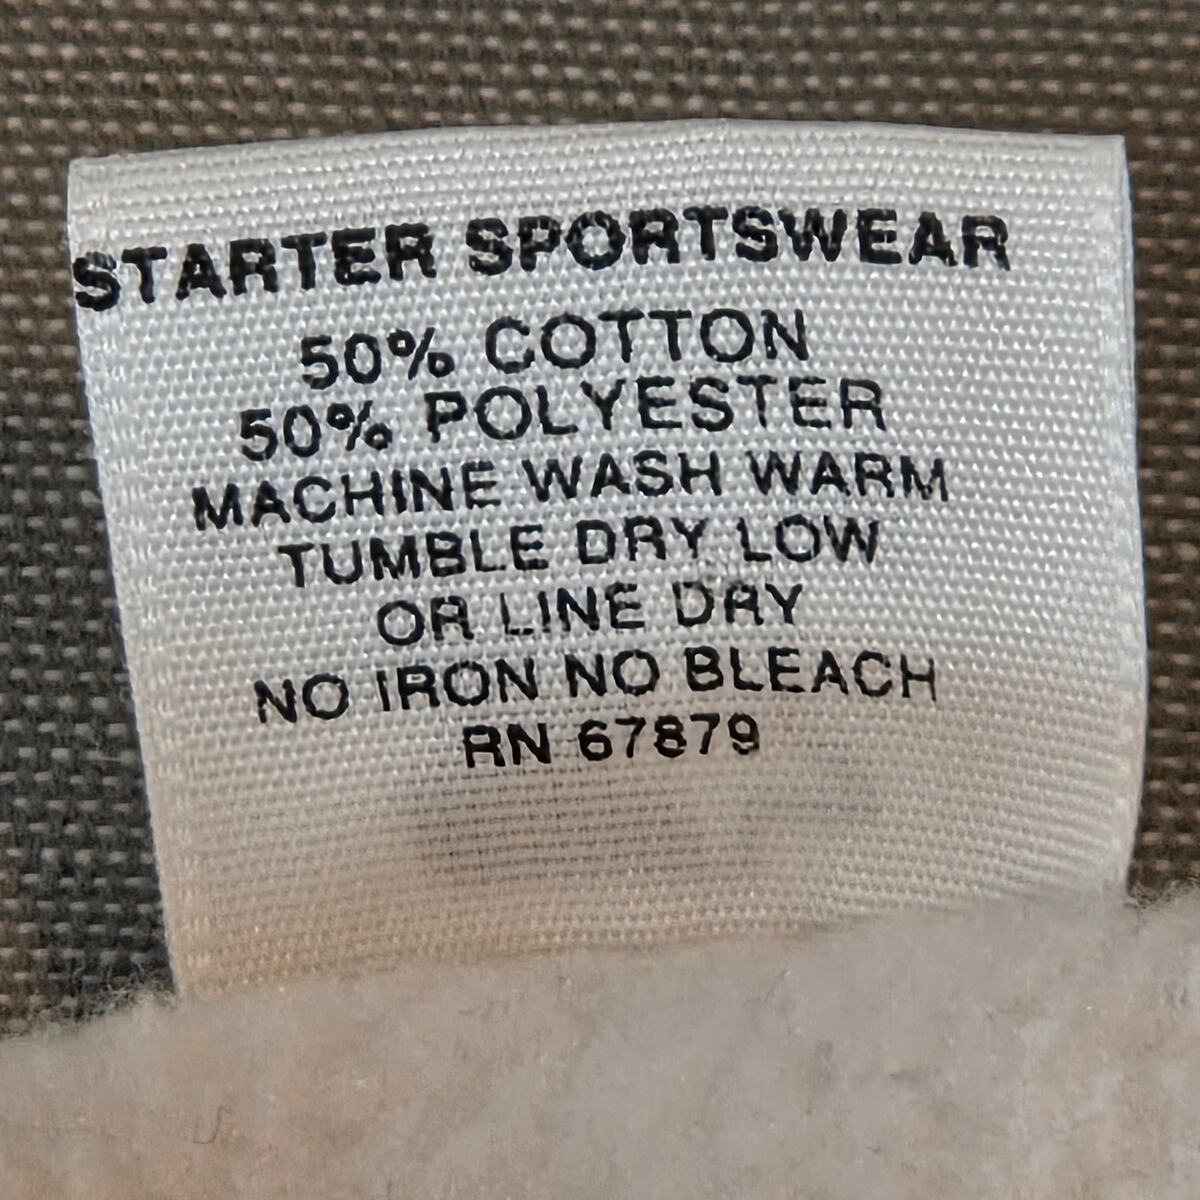 STARTER SPORTSWEAR
50% COTTON
50% POLYESTER
MACHINE WASH WARM
TUMBLE DRY LOW
OR LINE DRY
NO IRON NO BLEACH
RN 67879